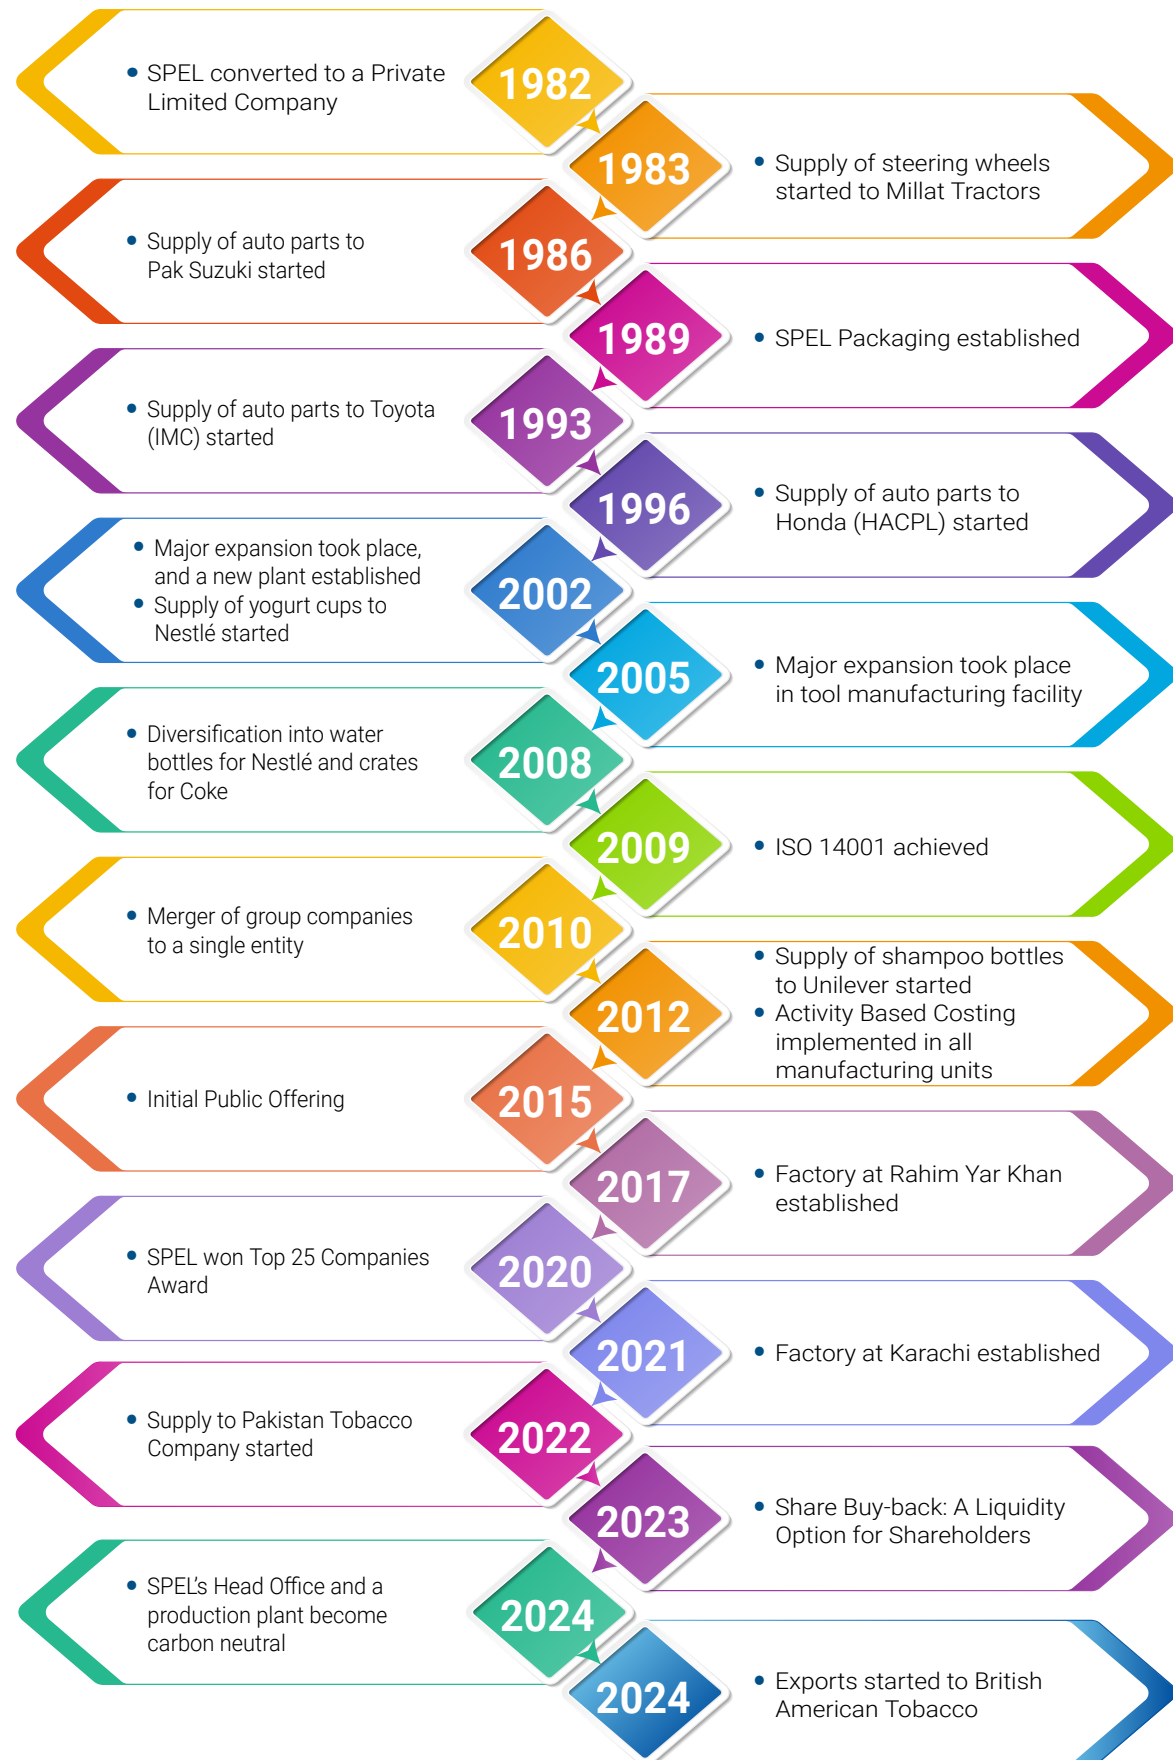 1982
• SPEL converted to a Private
Limited Company
1983
• Supply of steering wheels
started to Millat Tractors
1986
• Supply of auto parts to
Pak Suzuki started
1989
• SPEL Packaging established
1993
• Supply of auto parts to Toyota
(IMC) started
1996
• Supply of auto parts to
Honda (HACPL) started
2002
• Major expansion took place,
and a new plant established
• Supply of yogurt cups to
Nestlé started
2005
• Major expansion took place
in tool manufacturing facility
2008
• Diversification into water
bottles for Nestlé and crates
for Coke
2009
• ISO 14001 achieved
2010
• Merger of group companies
to a single entity
2012
• Supply of shampoo bottles
to Unilever started
• Activity Based Costing
implemented in all
manufacturing units
2015
• Initial Public Offering
2017
• Factory at Rahim Yar Khan
established
2020
• SPEL won Top 25 Companies
Award
2021
• Factory at Karachi established
2022
• Supply to Pakistan Tobacco
Company started
2023
• Share Buy-back: A Liquidity
Option for Shareholders
2024
• SPEL’s Head Office and a
production plant become
carbon neutral
2024
• Exports started to British
American Tobacco